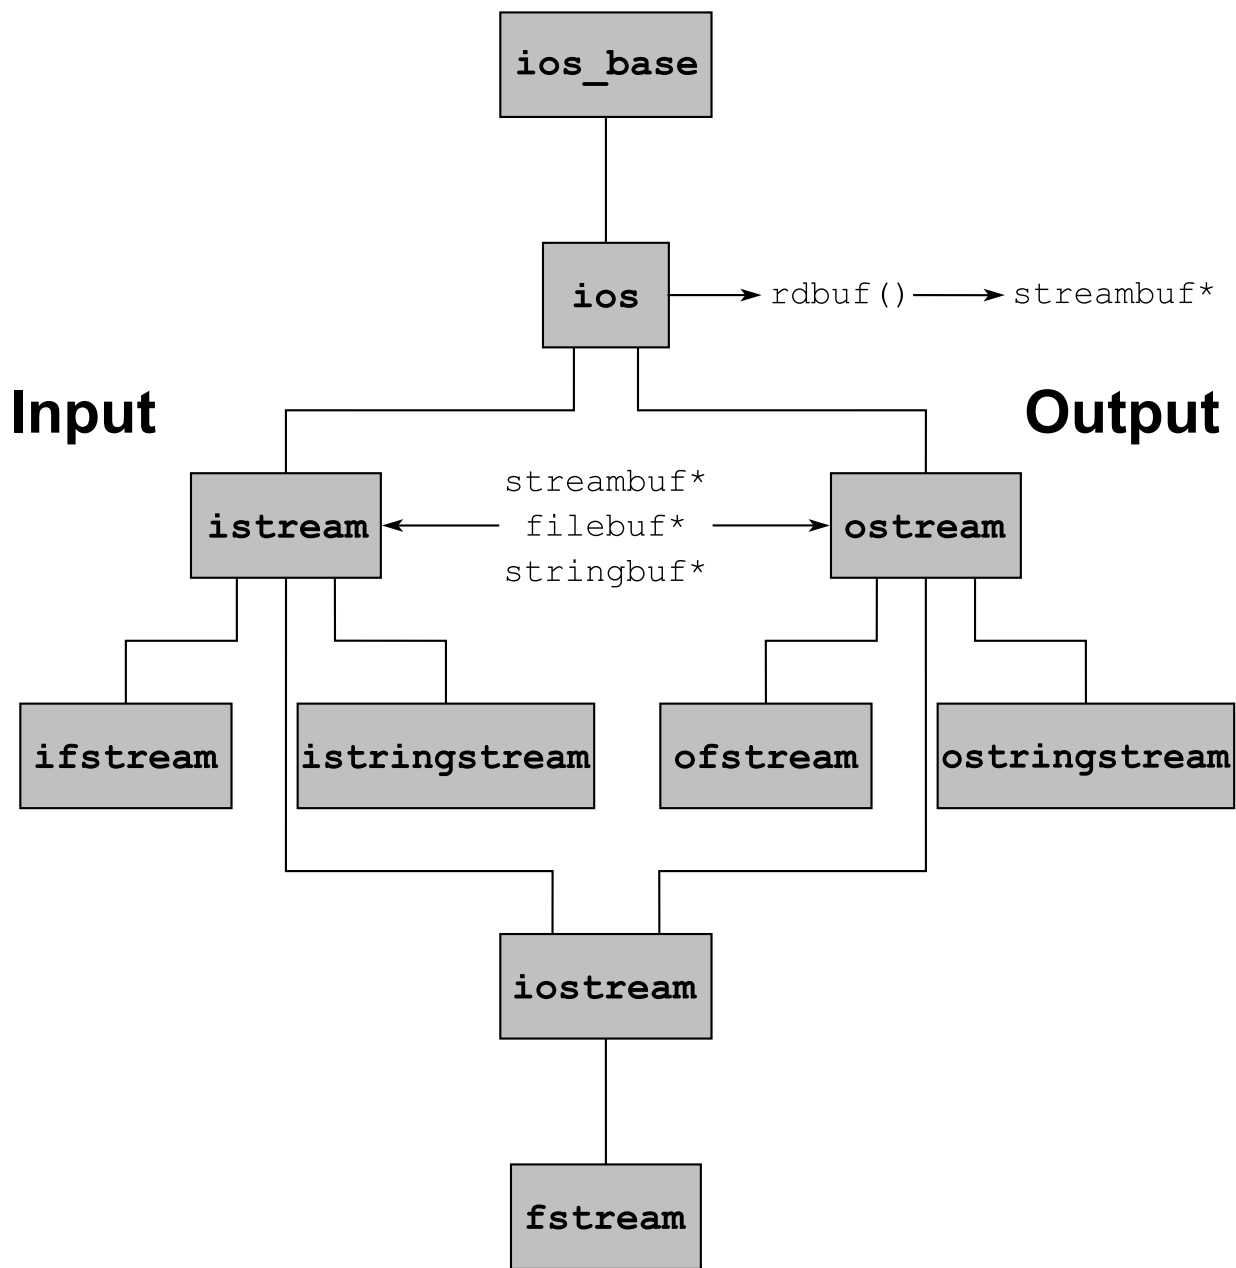 ios_base
ios
rdbuf()
streambuf*
Input
Output
istream
streambuf*
filebuf*
stringbuf*
ostream
ifstream
istringstream
ofstream
ostringstream
iostream
fstream